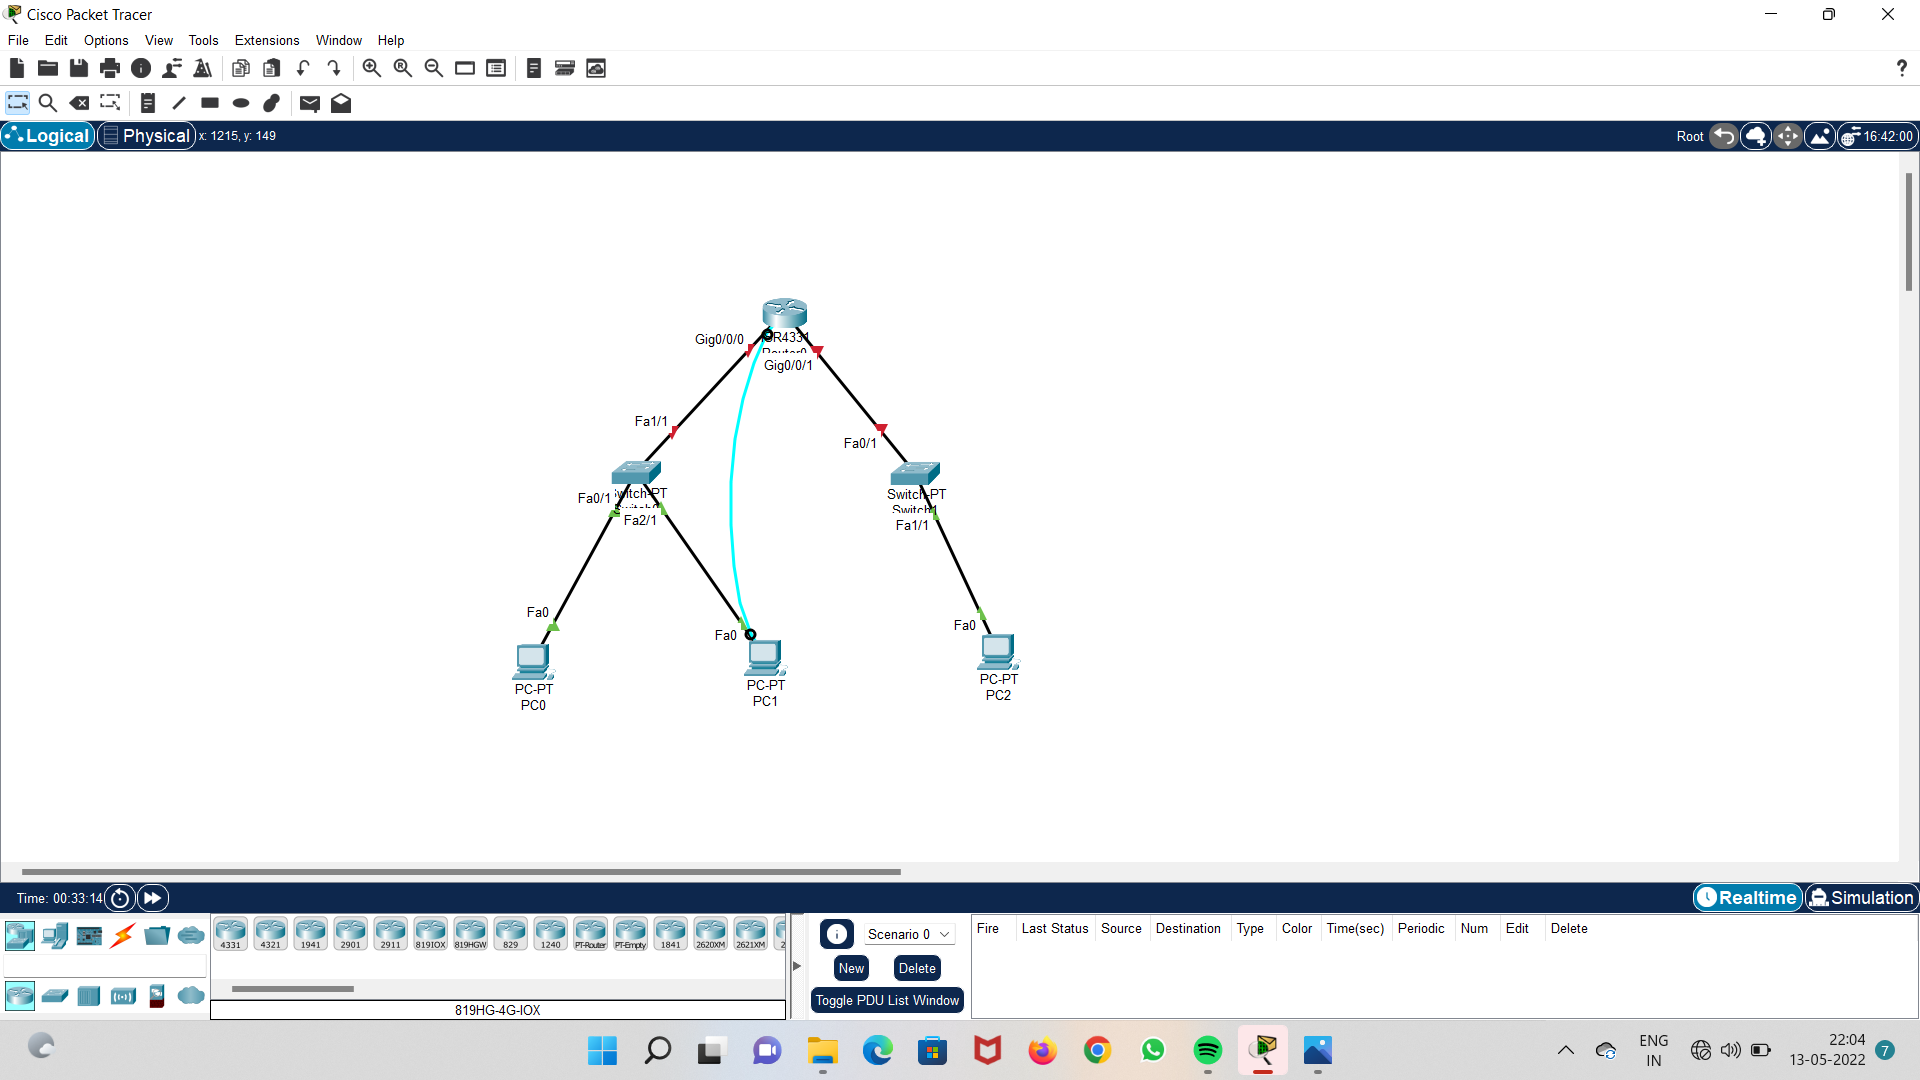 Cisco Packet Tracer
File Edit Options View Tools Extensions Window Help
?
Logical Physical x: 1215, y: 149
Root 16:42:00
Gig0/0/0
Gig0/0/1
Fa1/1
Fa0/1
Fa0/1
Switch-PT
Fa2/1
Switch-PT
Switch1
Fa1/1
Fa0
Fa0
Fa0
PC-PT
PC0
PC-PT
PC1
PC-PT
PC2
Time: 00:33:14
Realtime Simulation
4331 4321 1941 2901 2911 819IOX 819HGW 829 1240 PT-Router PT-Empty 1841 2620XM 2621XM
819HG-4G-IOX
Scenario 0
New Delete
Toggle PDU List Window
Fire Last Status Source Destination Type Color Time(sec) Periodic Num Edit Delete
ENG
IN
22:04
13-05-2022
7